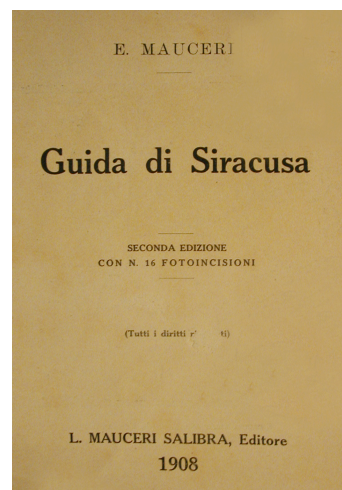 E. MAUCERI
Guida di Siracusa
SECONDA EDIZIONE
CON N. 16 FOTOINCISIONI
(Tutti i diritti
L. MAUCERI SALIBRA, Editore
1908